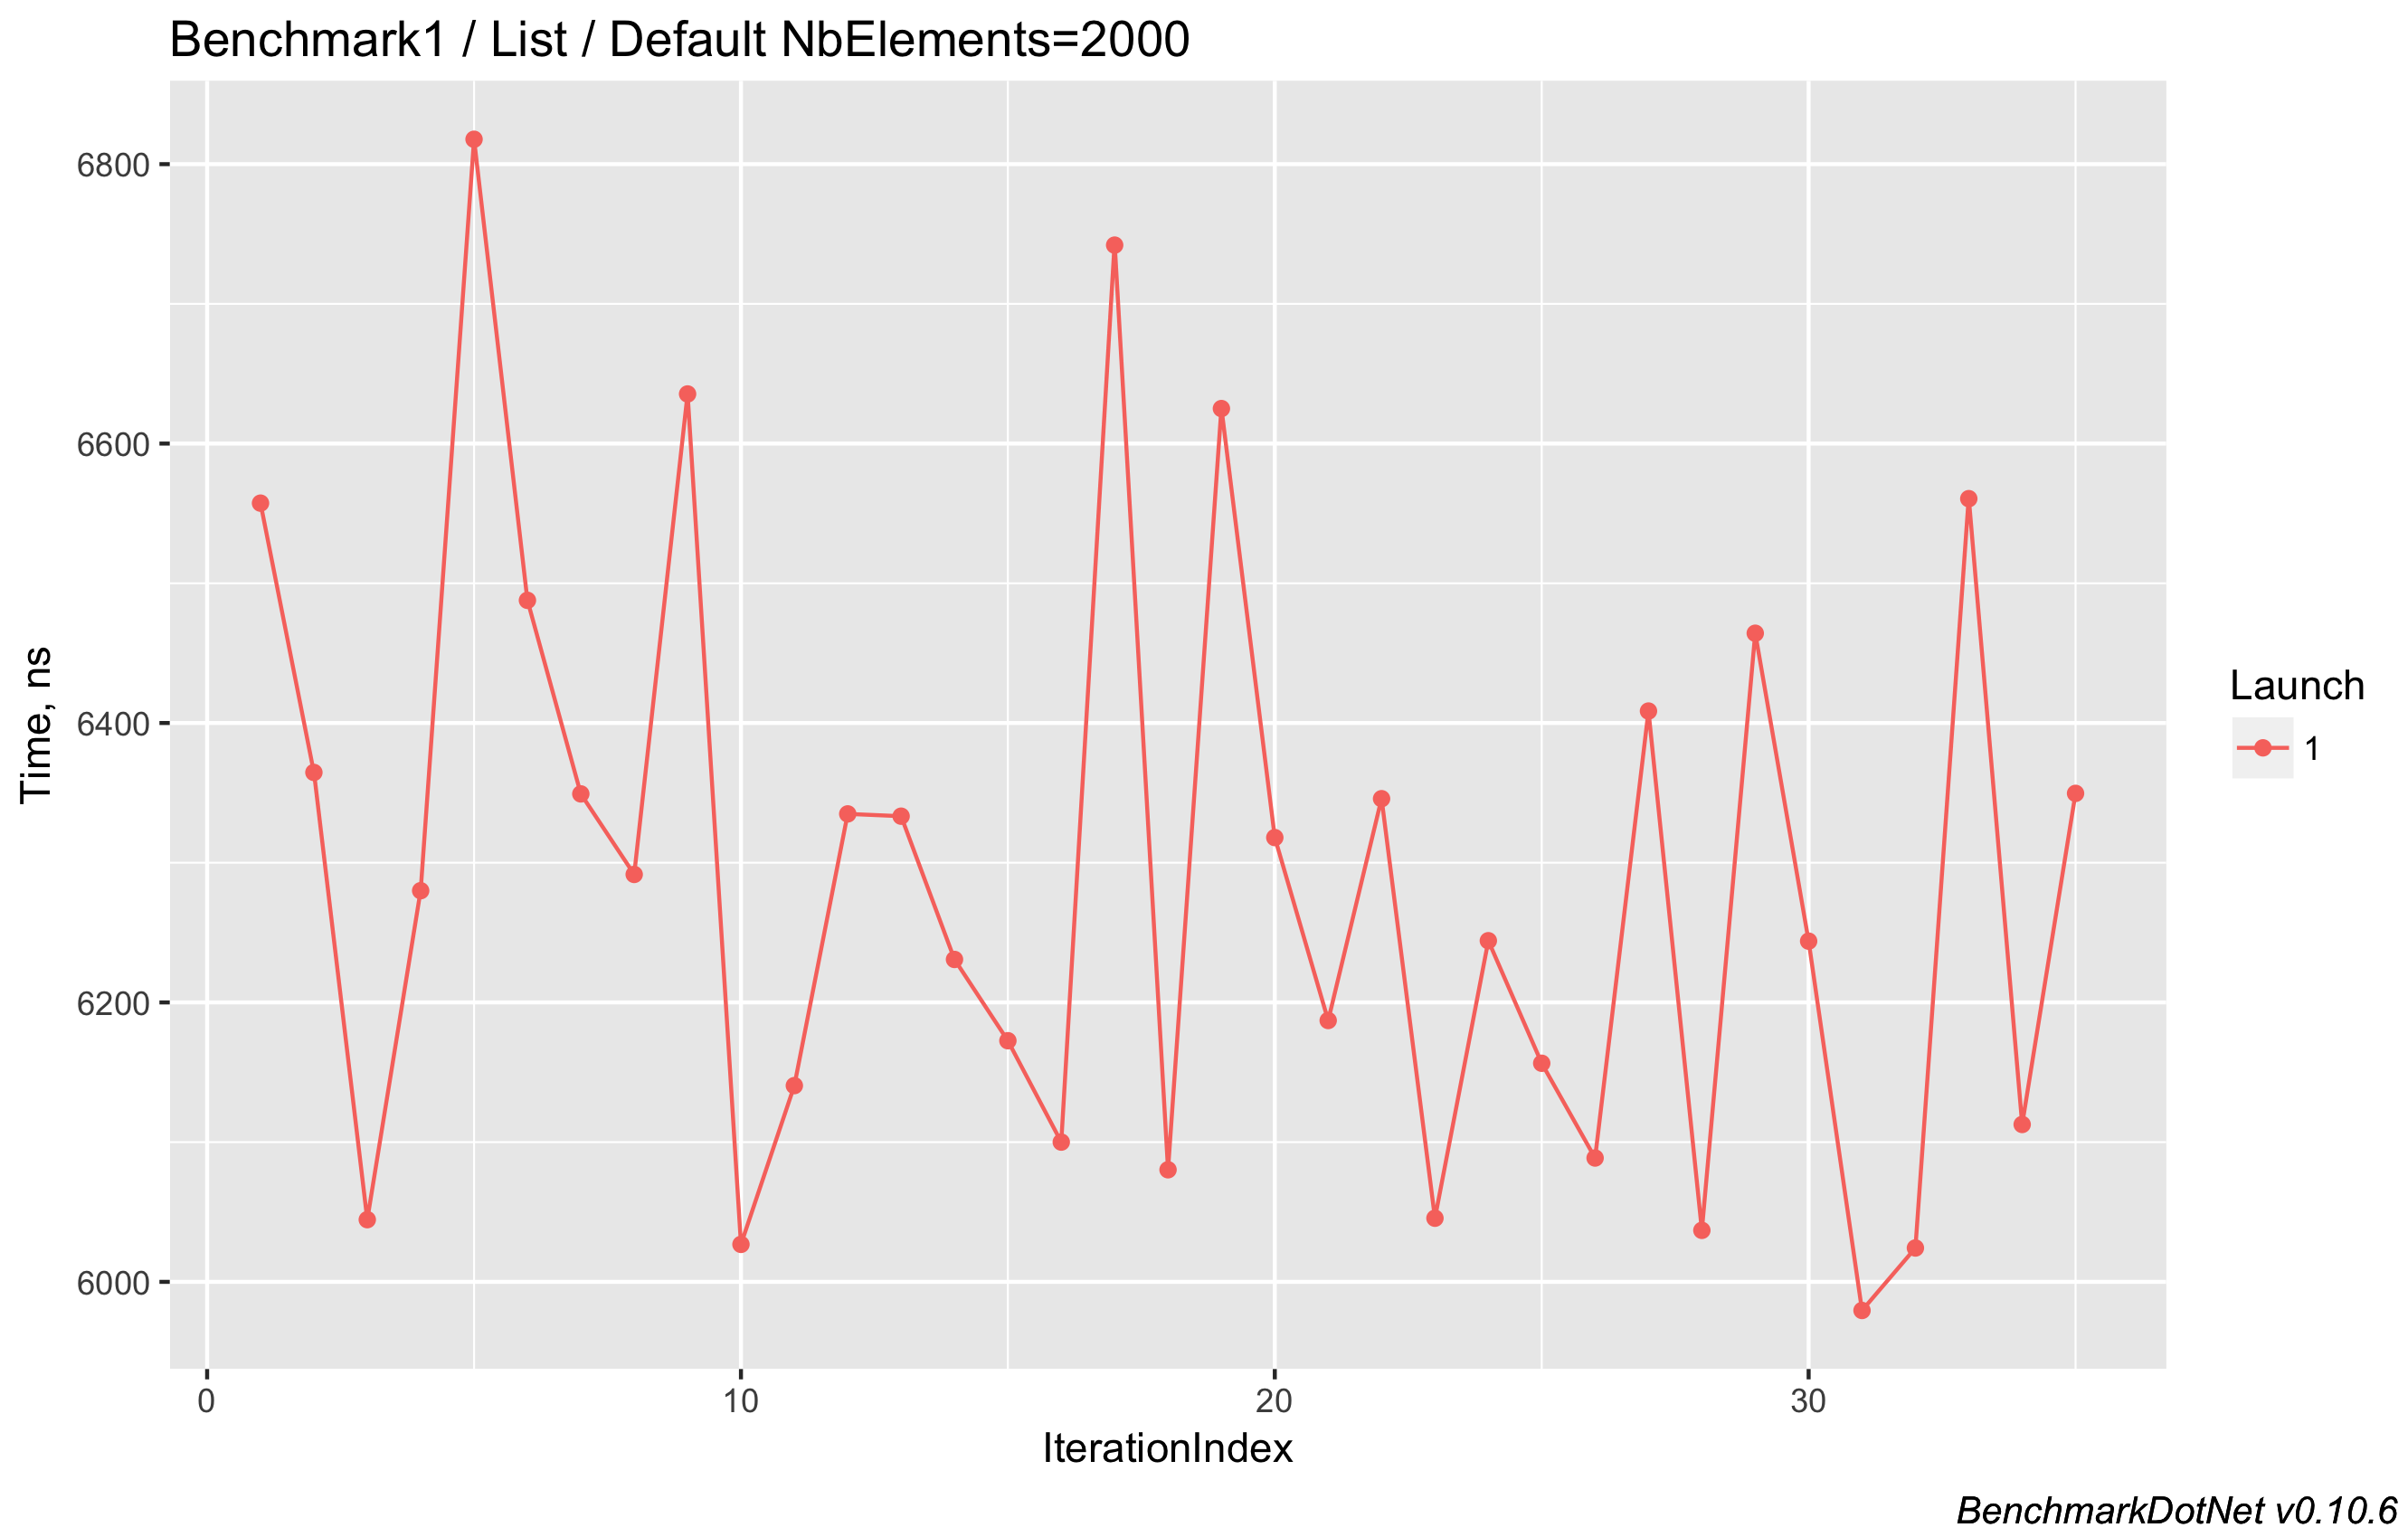 Benchmark1 / List / Default NbElements=2000
Time, ns
6800
6600
6400
6200
6000
0
10
20
30
IterationIndex
Launch
1
BenchmarkDotNet v0.10.6